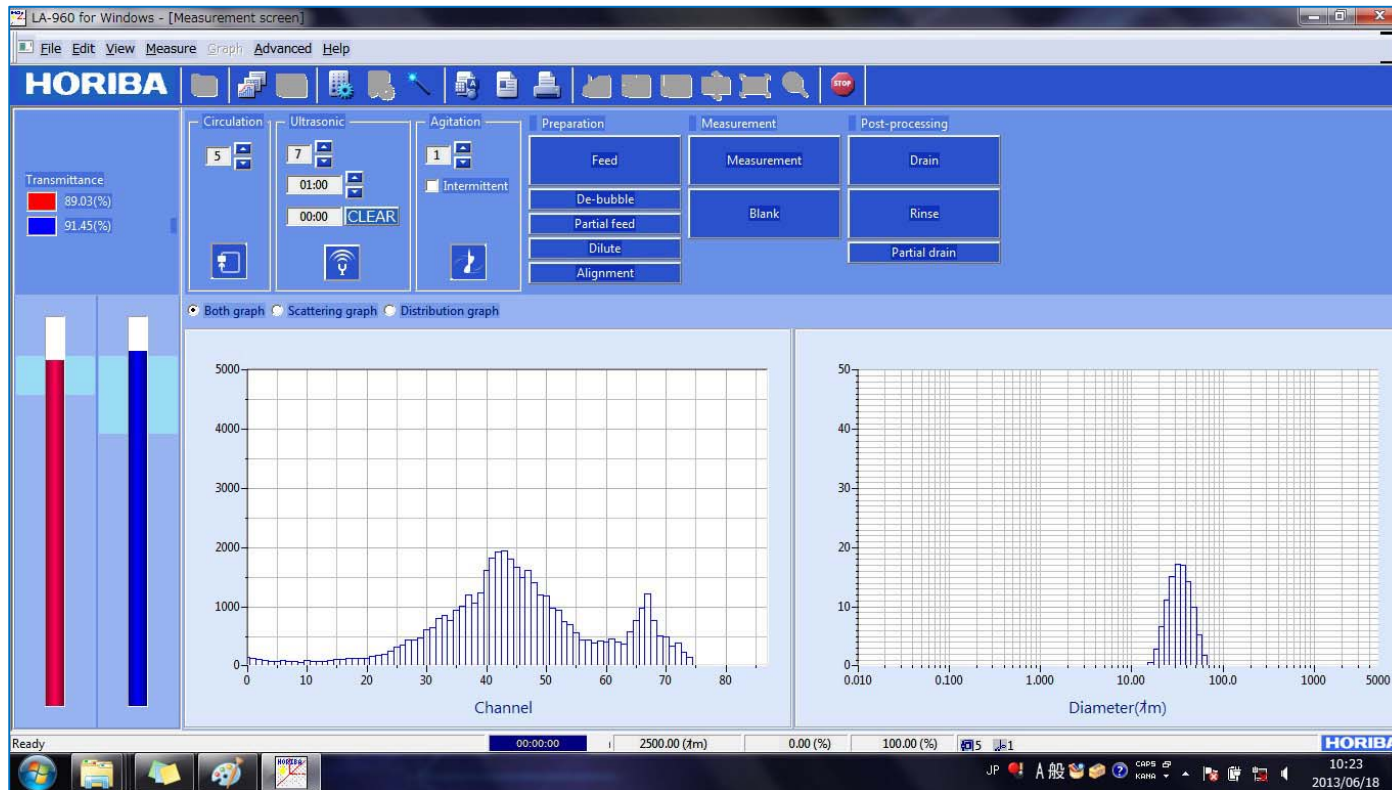 LA-960 for Windows - [Measurement screen]
File Edit View Measure Graph Advanced Help
HORIBA
STOP
Transmittance
89.03(%)
91.45(%)
Circulation
5
Ultrasonic
7
01:00
00:00 CLEAR
Agitation
1
Intermittent
Preparation
Feed
De-bubble
Partial feed
Dilute
Alignment
Measurement
Measurement
Blank
Post-processing
Drain
Rinse
Partial drain
Both graph Scattering graph Distribution graph
5000
4000
3000
2000
1000
0
0 10 20 30 40 50 60 70 80
Channel
50
40
30
20
10
0
0.010 0.100 1.000 10.00 100.0 1000 5000
Ready 00:00:00 0.00 (%) 100.00 (%) 5 1 HORIBA
JP A 般 CAPS KANA 10:23
2013/06/18